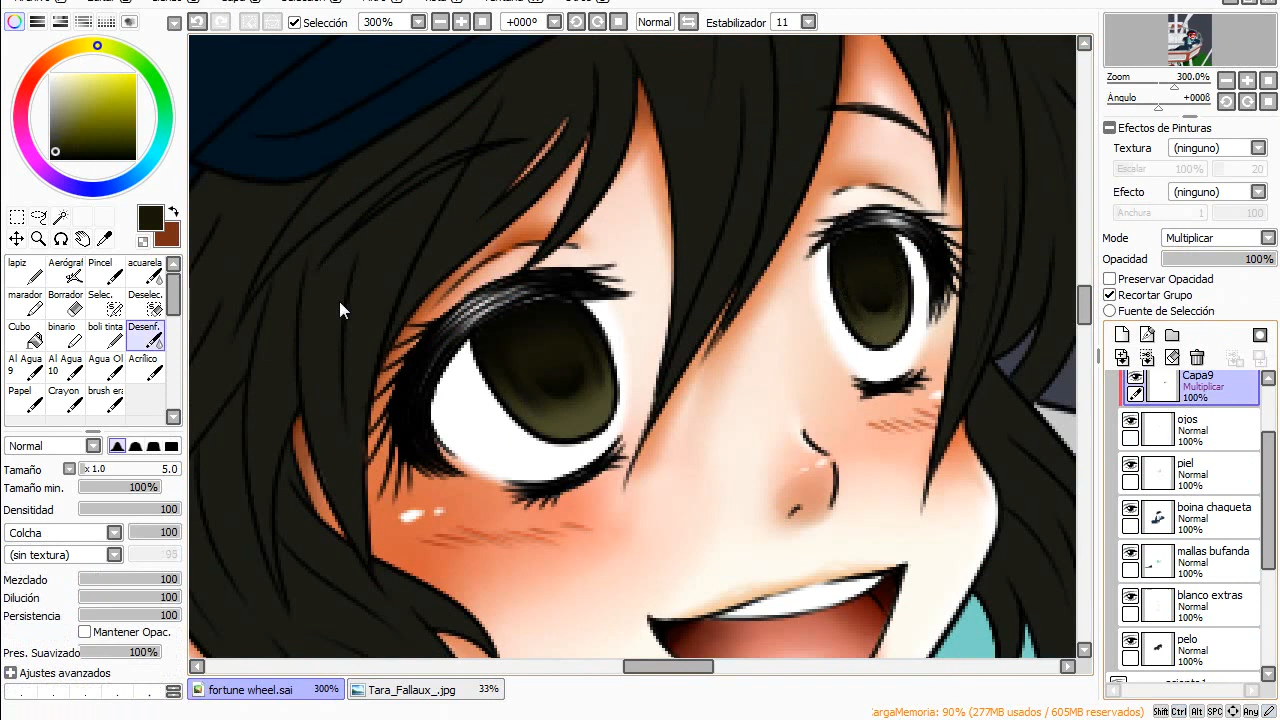 Selección 300% +000º Normal Estabilizador 11
Zoom 300.0%
Ángulo +0008
Efectos de Pinturas
Textura (ninguno)
Escalar 100% 20
Efecto (ninguno)
Anchura 1 100
Mode Multiplicar
Opacidad 100%
Preservar Opacidad
Recortar Grupo
Fuente de Selección
lapiz Aerógraf Pincel acuarela
marador Borrador Selec. Deselec.
Cubo binario boli tinta Desenf.
Al Agua 9 Al Agua 10 Agua Ol Acrílico
Papel Crayon brush era
Normal
Tamaño x 1.0 5.0
Tamaño min. 100%
Densitidad 100
Colcha 100
(sin textura) 95
Mezclado 100
Dilución 100
Persistencia 100
Mantener Opac.
Pres. Suavizado 100%
Ajustes avanzados
Capa9
Multiplicar
100%
ojos
Normal
100%
piel
Normal
100%
boina chaqueta
Normal
100%
mallas bufanda
Normal
100%
blanco extras
Normal
100%
pelo
Normal
100%
fortune wheel.sai 300% Tara_Fallaux_.jpg 33%
CargaMemoria: 90% (277MB usados / 605MB reservados) Shift Ctrl Alt SPC Any